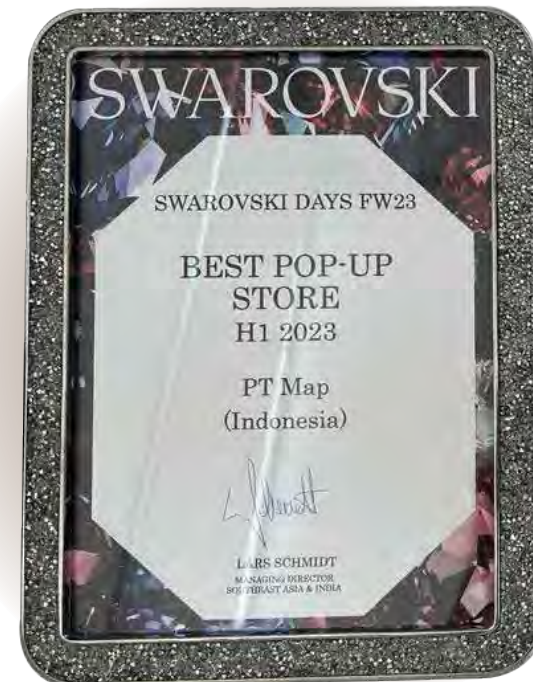 SWAROVSKI
SWAROVSKI DAYS FW23
BEST POP-UP
STORE
H1 2023
PT Map
(Indonesia)
LARS SCHMIDT
MANAGING DIRECTOR
SOUTHEAST ASIA & INDIA